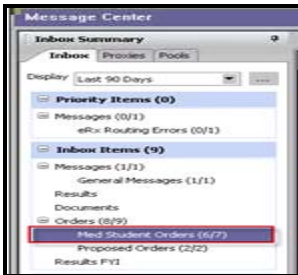 Message Center
Inbox Summary
Inbox Proxies Pools
Display Last 90 Days ...
Priority Items (0)
Messages (0/1)
eRx Routing Errors (0/1)
Inbox Items (9)
Messages (1/1)
General Messages (1/1)
Results
Documents
Orders (8/9)
Med Student Orders (6/7)
Proposed Orders (2/2)
Results FYI